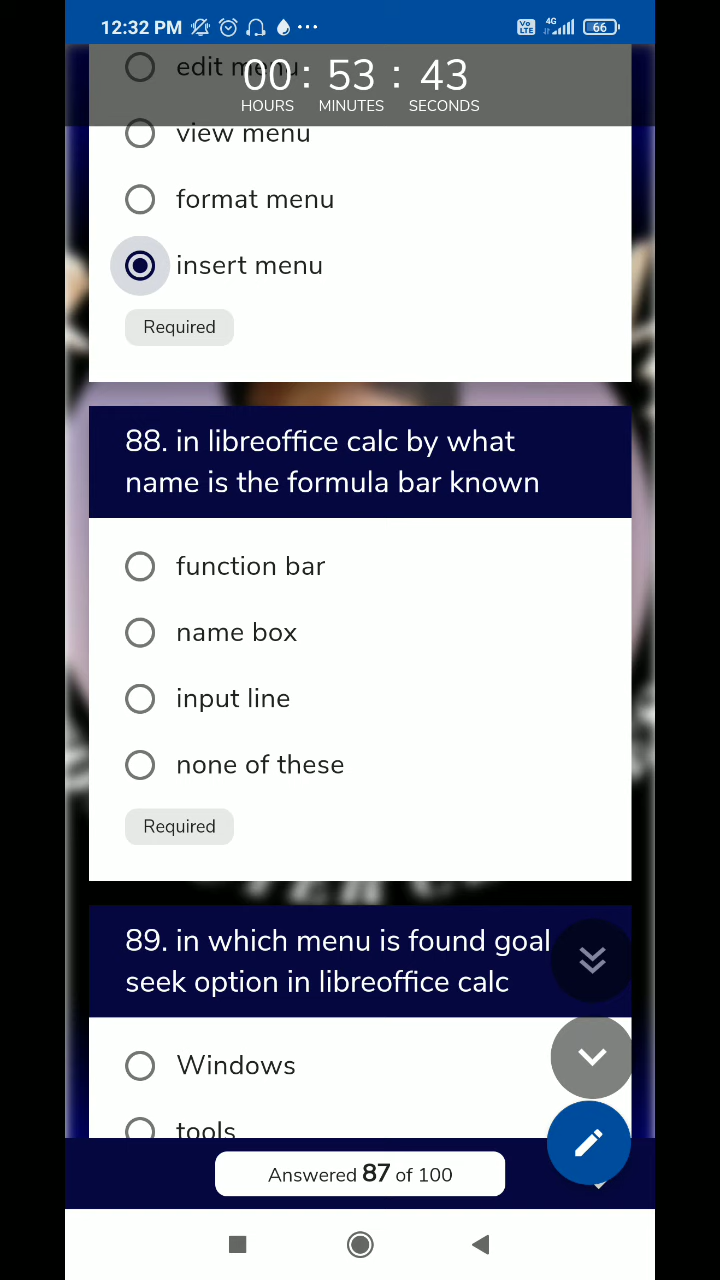 12:32 PM
Vo LTE 4G 66
edit menu
00 : 53 : 43
HOURS MINUTES SECONDS
view menu
format menu
insert menu
Required
88. in libreoffice calc by what
name is the formula bar known
function bar
name box
input line
none of these
Required
89. in which menu is found goal
seek option in libreoffice calc
Windows
tools
Answered 87 of 100